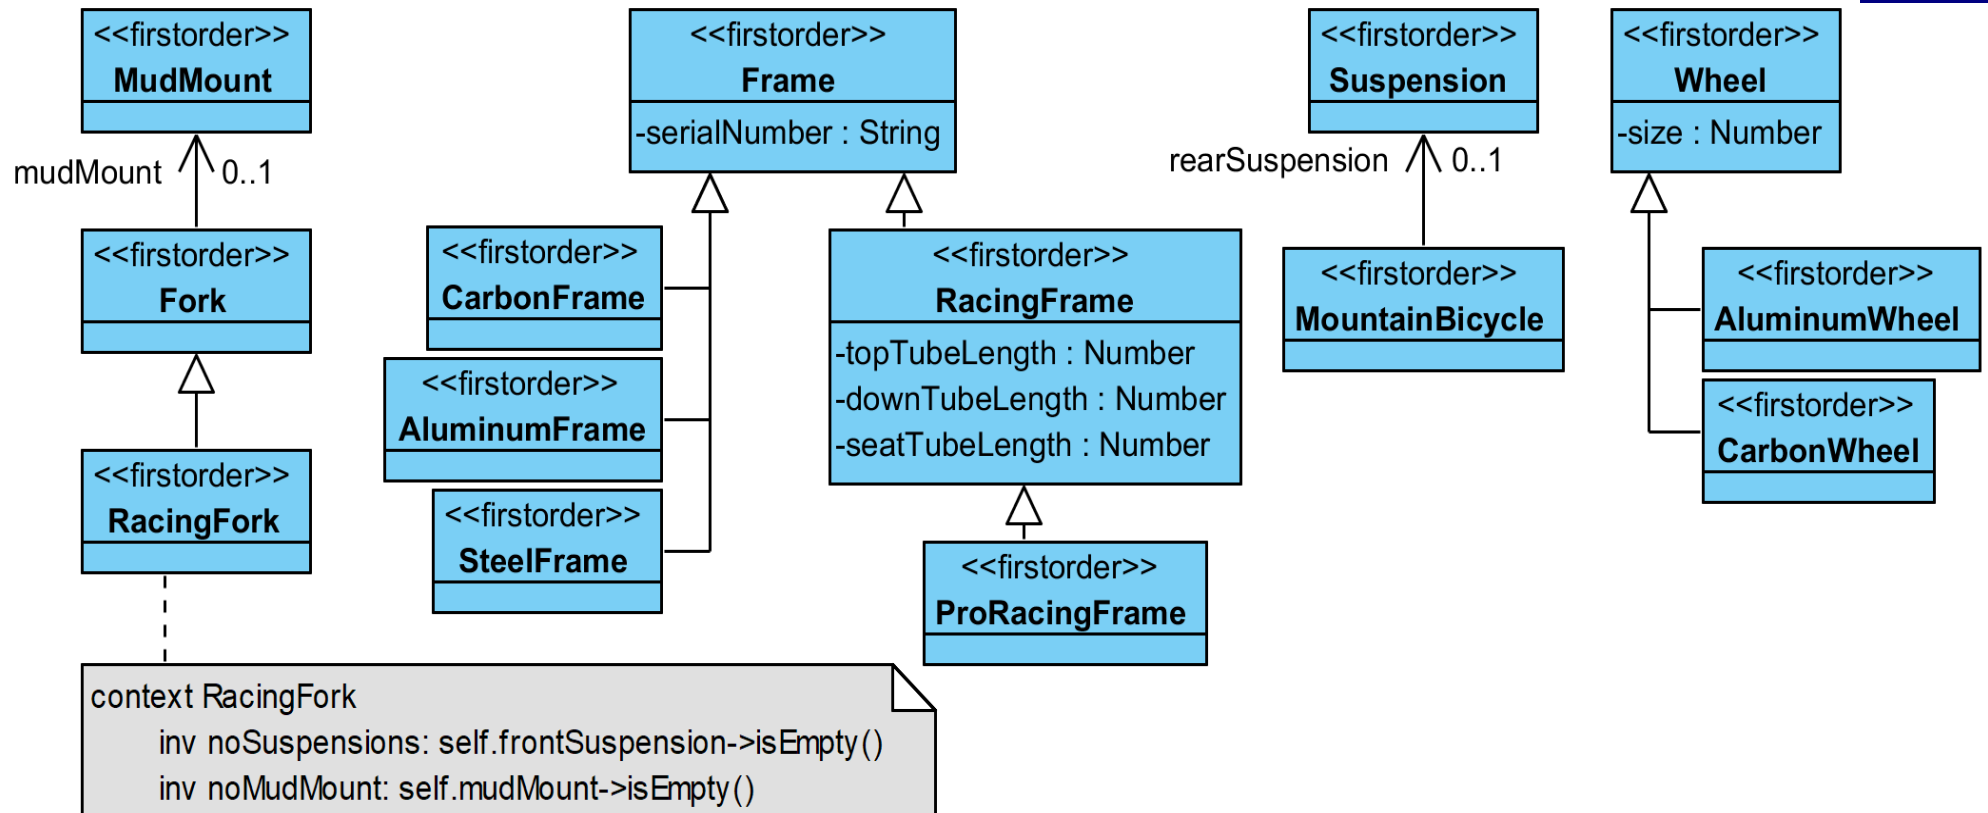 <<firstorder>>
MudMount
mudMount
0..1
<<firstorder>>
Fork
<<firstorder>>
RacingFork
context RacingFork
inv noSuspensions: self.frontSuspension->isEmpty()
inv noMudMount: self.mudMount->isEmpty()
<<firstorder>>
Frame
-serialNumber : String
<<firstorder>>
CarbonFrame
<<firstorder>>
AluminumFrame
<<firstorder>>
SteelFrame
<<firstorder>>
RacingFrame
-topTubeLength : Number
-downTubeLength : Number
-seatTubeLength : Number
<<firstorder>>
ProRacingFrame
<<firstorder>>
Suspension
rearSuspension
0..1
<<firstorder>>
MountainBicycle
<<firstorder>>
Wheel
-size : Number
<<firstorder>>
AluminumWheel
<<firstorder>>
CarbonWheel